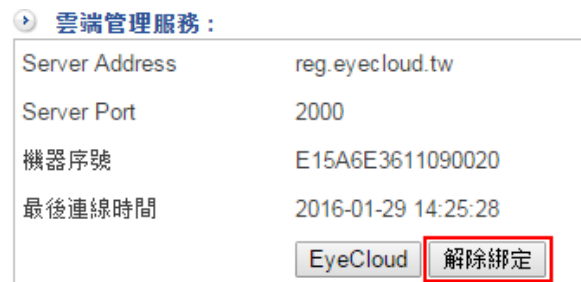 雲端管理服務：
Server Address reg.eyecloud.tw
Server Port 2000
機器序號 E15A6E3611090020
最後連線時間 2016-01-29 14:25:28
EyeCloud 解除綁定